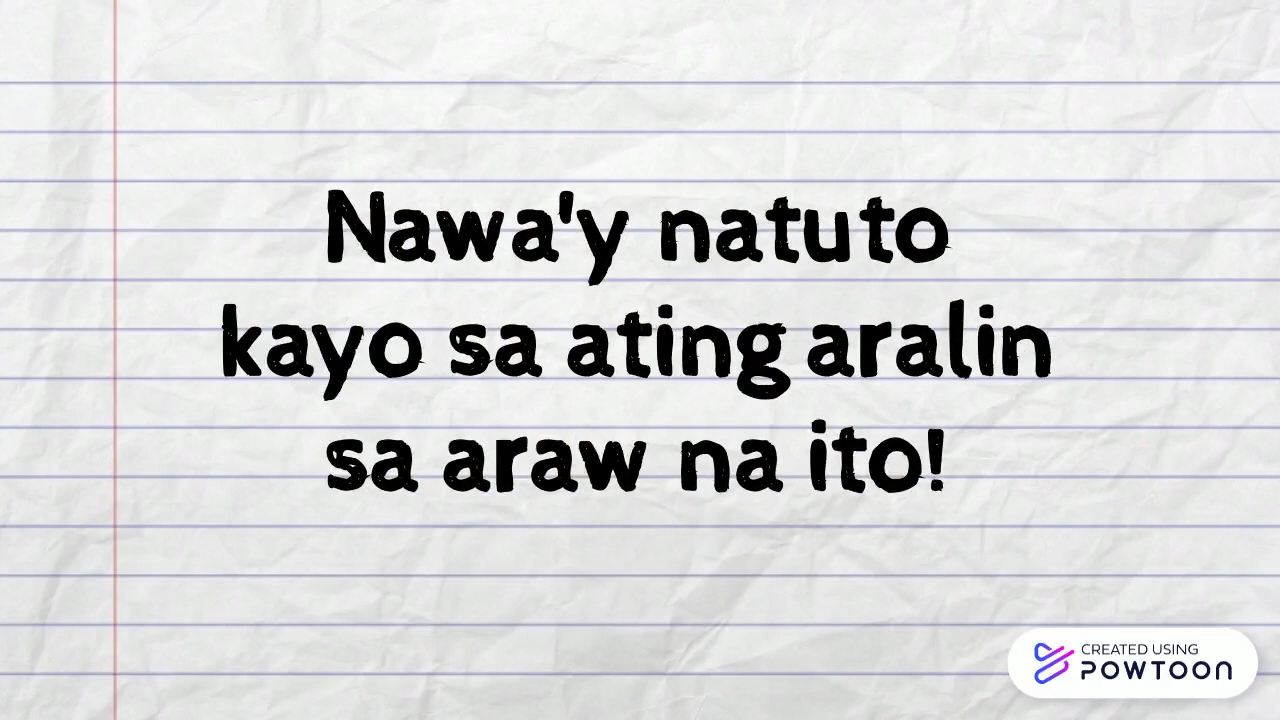 Nawa'y natuto
kayo sa ating aralin
sa araw na ito!
CREATED USING
POWTOON